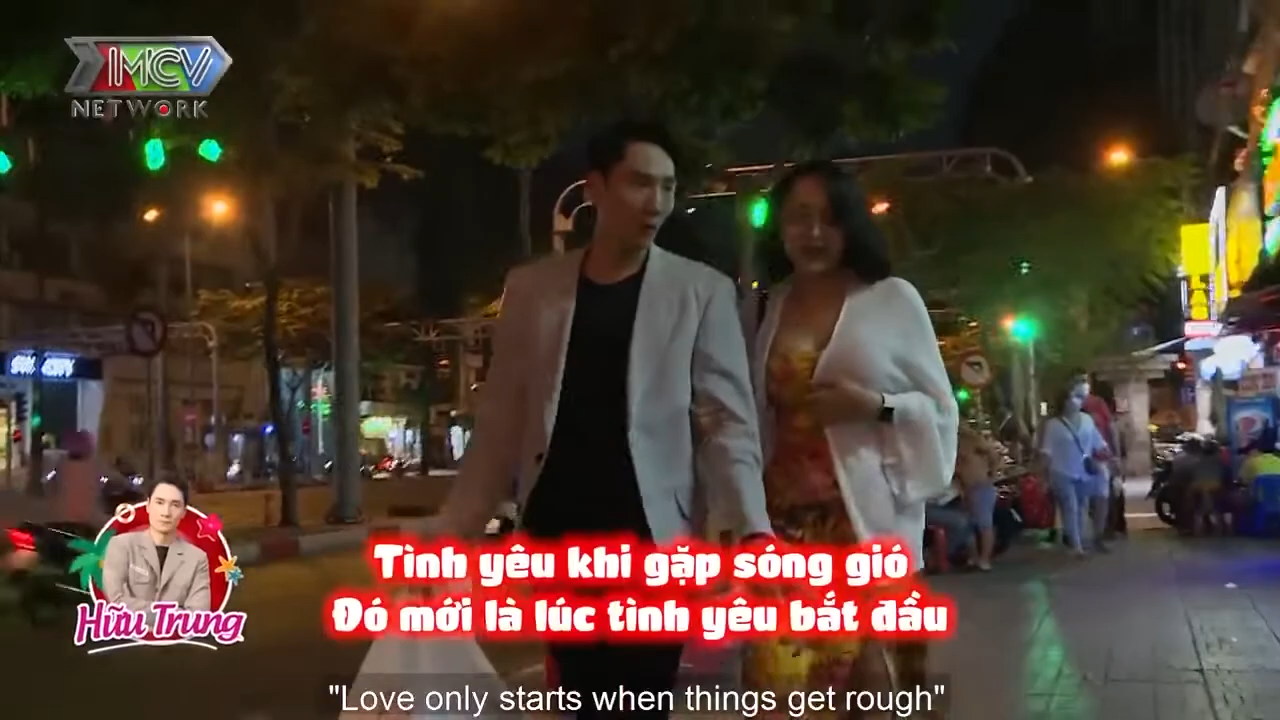 MCV
NETWORK
Hữu Trung
Tình yêu khi gặp sóng gió
Đó mới là lúc tình yêu bắt đầu
"Love only starts when things get rough"